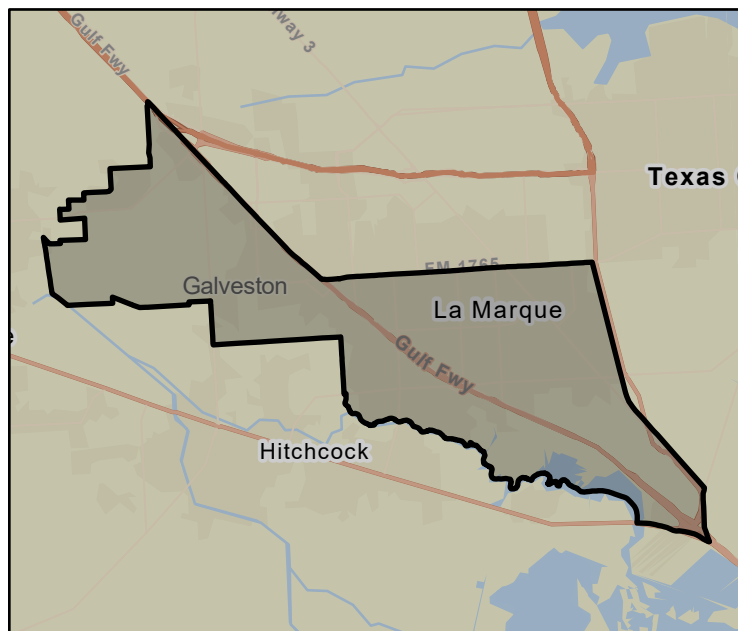 Gulf Fwy
way 3
Texas
FM 1765
Galveston
La Marque
Gulf Fwy
Hitchcock